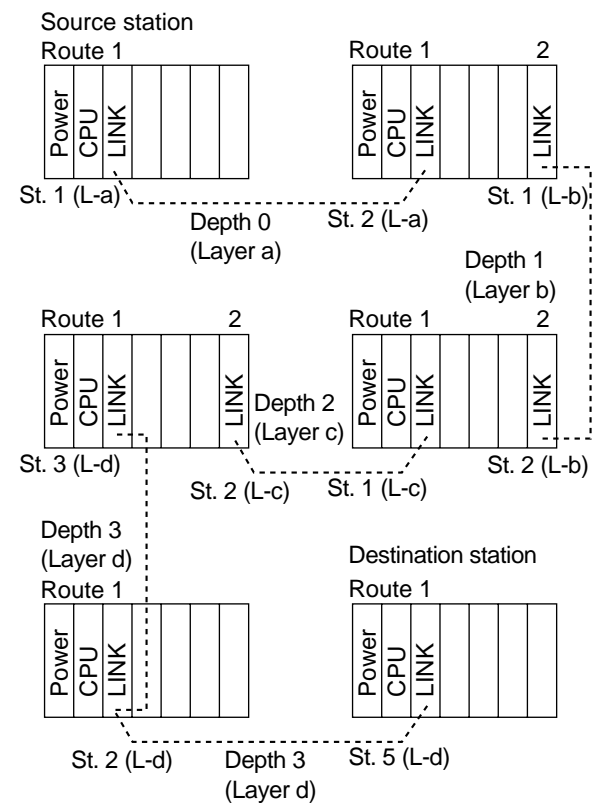 Source station
Route 1
Route 1 2
Power CPU LINK
Power CPU LINK LINK
St. 1 (L-a)
St. 2 (L-a)
St. 1 (L-b)
Depth 0
(Layer a)
Depth 1
(Layer b)
Route 1 2
Route 1 2
Power CPU LINK LINK
Power CPU LINK LINK
Depth 2
(Layer c)
St. 3 (L-d)
St. 2 (L-c)
St. 1 (L-c)
St. 2 (L-b)
Depth 3
(Layer d)
Route 1
Destination station
Route 1
Power CPU LINK
Power CPU LINK
St. 2 (L-d)
Depth 3
(Layer d)
St. 5 (L-d)